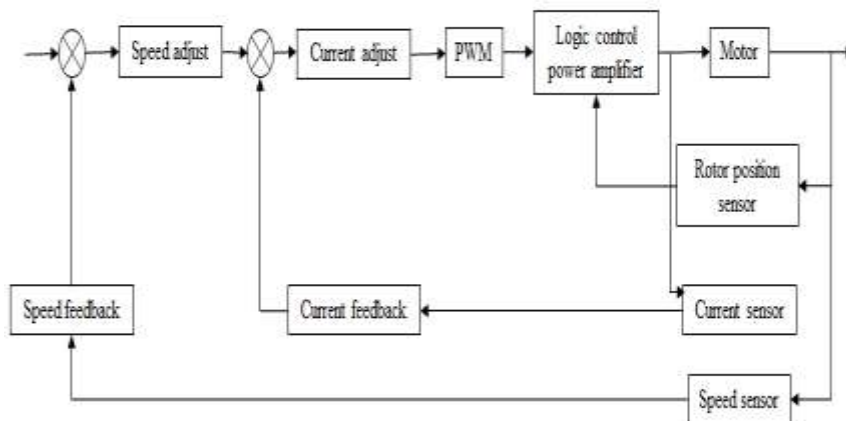 Speed adjust
Current adjust
PWM
Logic control
power amplifier
Motor
Rotor position
sensor
Speed feedback
Current feedback
Current sensor
Speed sensor